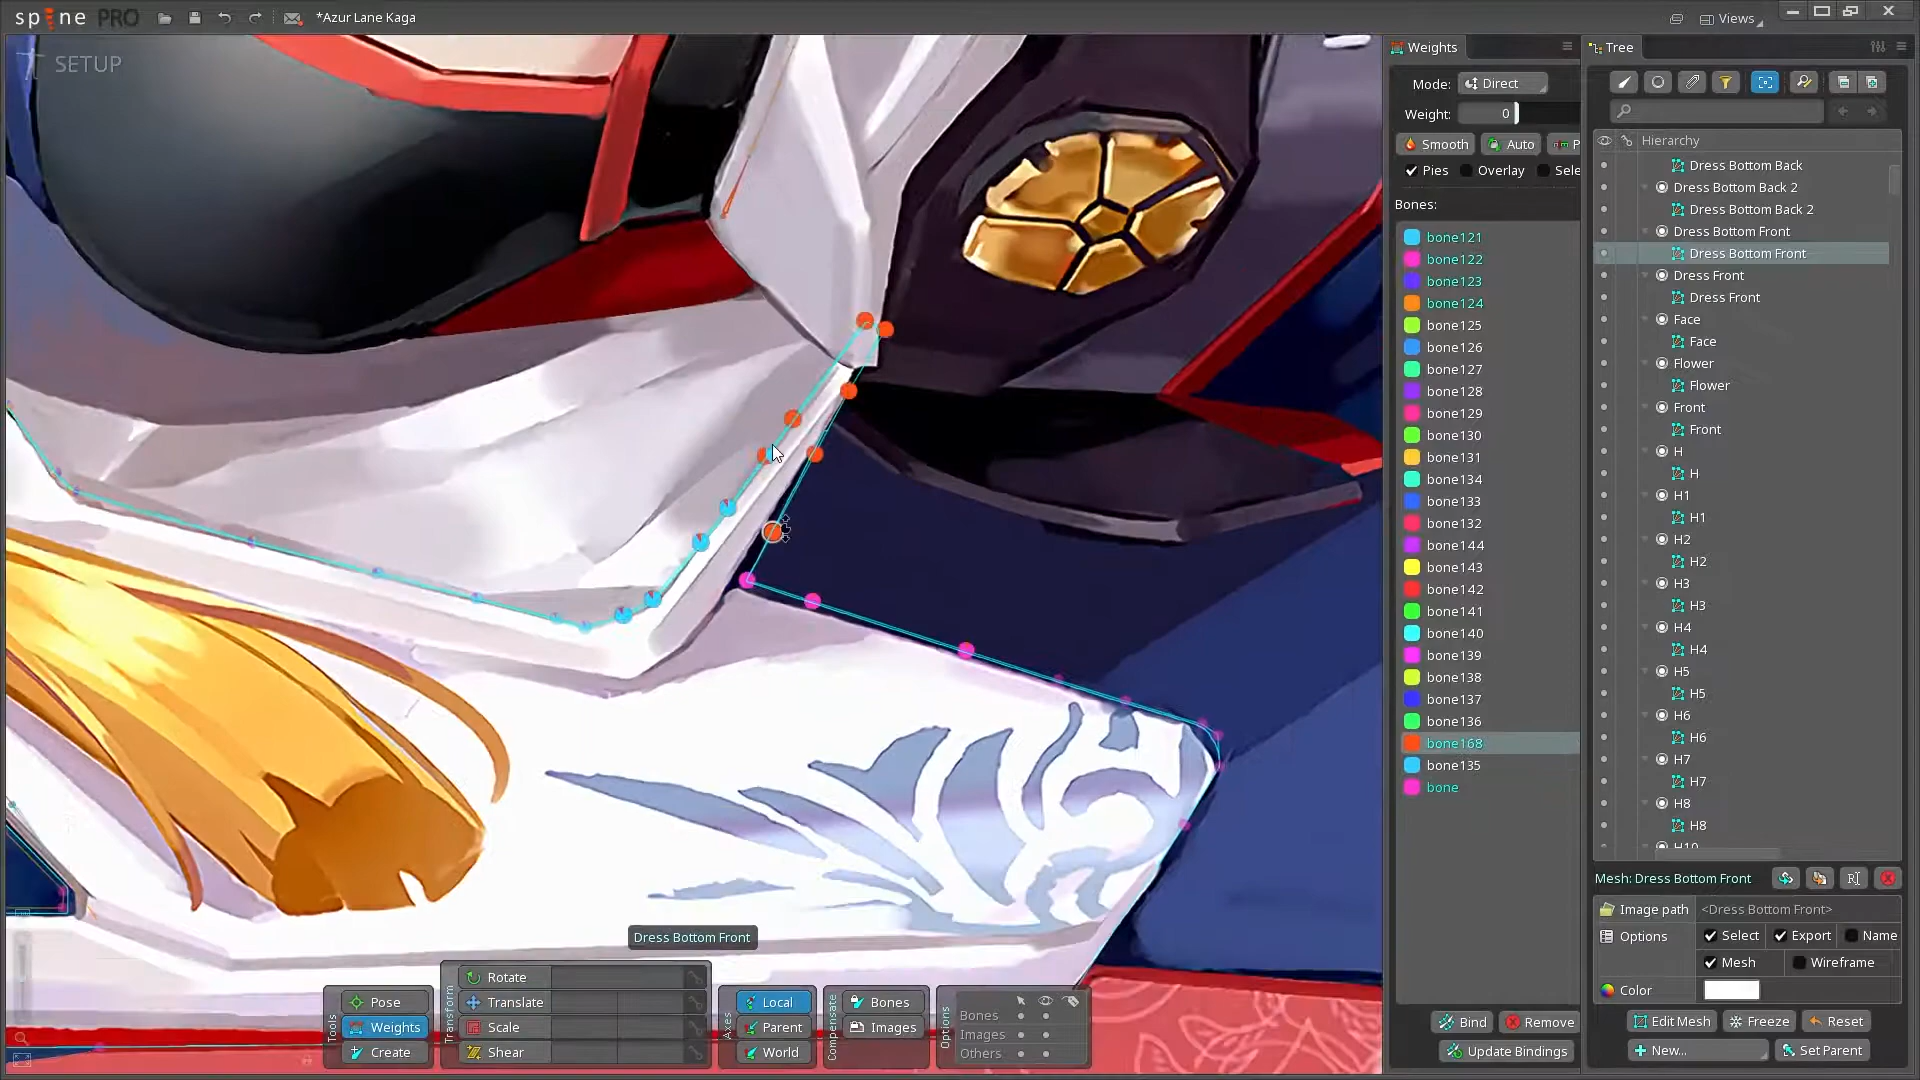 spine PRO
*Azur Lane Kaga
Views
SETUP
Weights
Mode: Direct
Weight: 0
Smooth Auto P
Pies Overlay Sele
Bones:
bone121
bone122
bone123
bone124
bone125
bone126
bone127
bone128
bone129
bone130
bone131
bone134
bone133
bone132
bone144
bone143
bone142
bone141
bone140
bone139
bone138
bone137
bone136
bone168
bone135
bone
Bind Remove
Update Bindings
Tree
Hierarchy
Dress Bottom Back
Dress Bottom Back 2
Dress Bottom Back 2
Dress Bottom Front
Dress Bottom Front
Dress Front
Dress Front
Face
Face
Flower
Flower
Front
Front
H
H
H1
H1
H2
H2
H3
H3
H4
H4
H5
H5
H6
H6
H7
H7
H8
H8
H10
Mesh: Dress Bottom Front
Image path <Dress Bottom Front>
Options Select Export Name
Mesh Wireframe
Color
Edit Mesh Freeze Reset
New... Set Parent
Dress Bottom Front
Tools
Pose
Weights
Create
Transform
Rotate
Translate
Scale
Shear
Axes
Local
Parent
World
Compensate
Bones
Images
Options
Bones
Images
Others